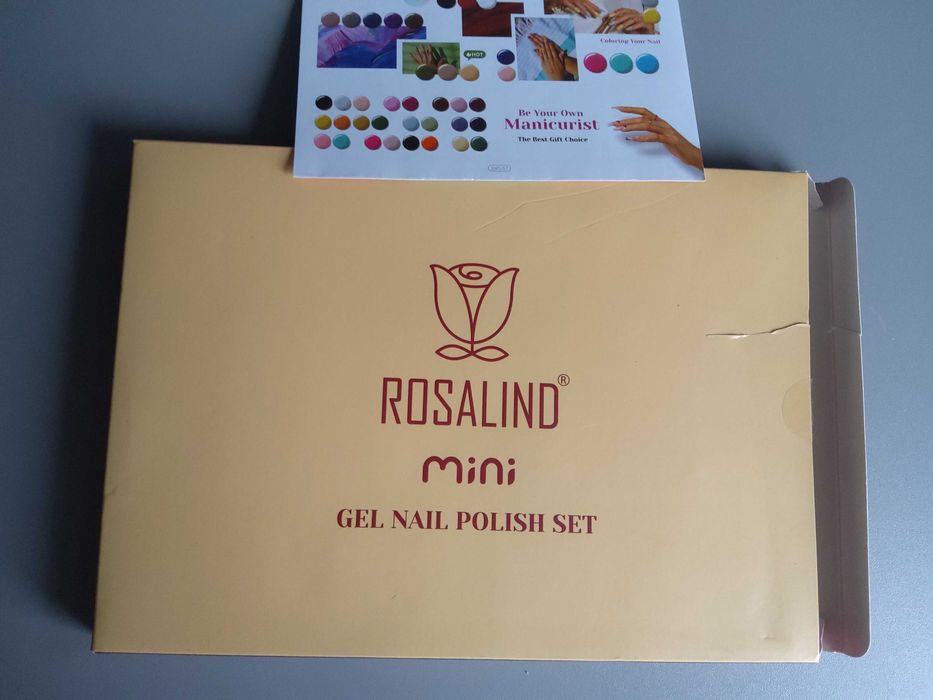 HOT
Coloring Your Nail
Be Your Own
Manicurist
The Best Gift Choice
ROSALIND®
mini
GEL NAIL POLISH SET